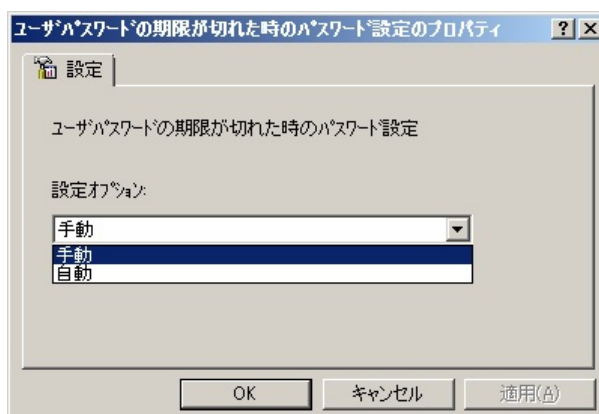 ユーザパスワードの期限が切れた時のパスワード設定のプロパティ
設定
ユーザパスワードの期限が切れた時のパスワード設定
設定オプション:
手動
手動
自動
OK
キャンセル
適用(A)